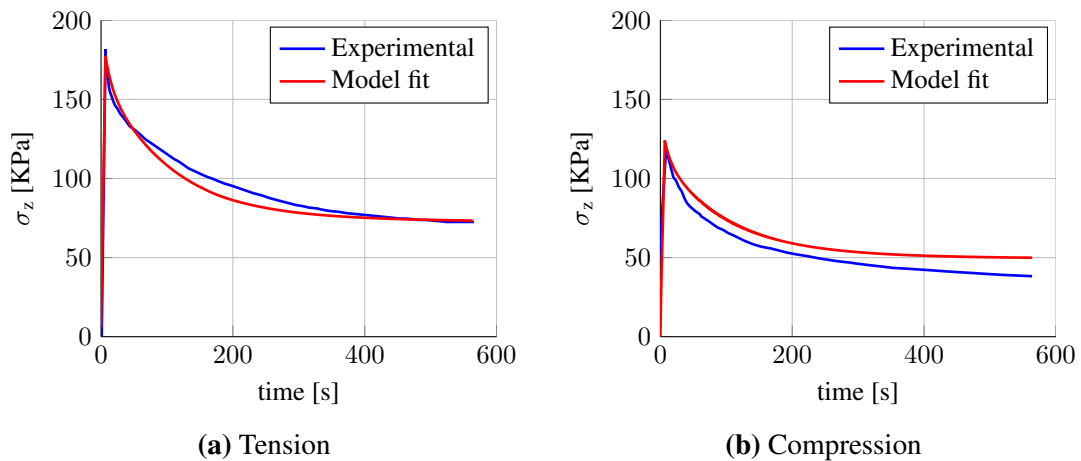 200
150
100
50
0
0
200
400
600
σz [KPa]
time [s]
Experimental
Model fit
(a) Tension
200
150
100
50
0
0
200
400
600
σz [KPa]
time [s]
Experimental
Model fit
(b) Compression